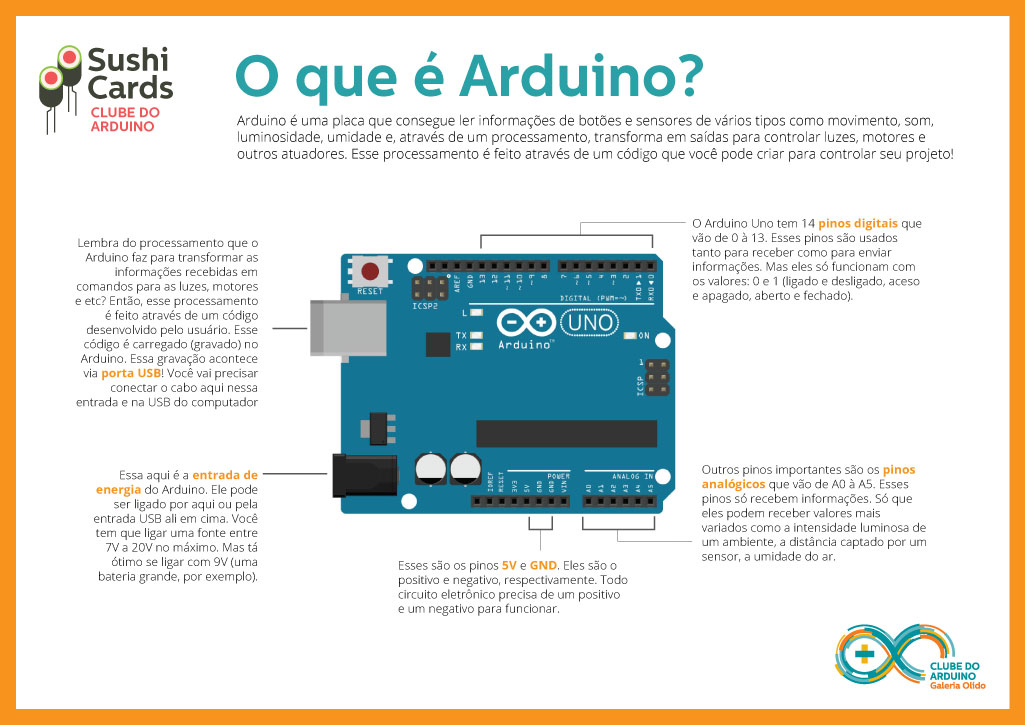 Sushi
Cards
CLUBE DO
ARDUINO
O que é Arduino?
Arduino é uma placa que consegue ler informações de botões e sensores de vários tipos como movimento, som,
luminosidade, umidade e, através de um processamento, transforma em saídas para controlar luzes, motores e
outros atuadores. Esse processamento é feito através de um código que você pode criar para controlar seu projeto!
Lembra do processamento que o
Arduino faz para transformar as
informações recebidas em
comandos para as luzes, motores
e etc? Então, esse processamento
é feito através de um código
desenvolvido pelo usuário. Esse
código é carregado (gravado) no
Arduino. Essa gravação acontece
via porta USB! Você vai precisar
conectar o cabo aqui nessa
entrada e na USB do computador
O Arduino Uno tem 14 pinos digitais que
vão de 0 à 13. Esses pinos são usados
tanto para receber como para enviar
informações. Mas eles só funcionam com
os valores: 0 e 1 (ligado e desligado, aceso
e apagado, aberto e fechado).
RESET
ICSP2
AREF
GND
13
12
~11
~10
~9
8
7
~6
~5
4
~3
2
TXD▶1
RXD◀0
DIGITAL (PWM=~)
L
TX
RX
Arduino™
UNO
ON
1
ICSP
POWER
ANALOG IN
IOREF
RESET
3V3
5V
GND
GND
VIN
A0
A1
A2
A3
A4
A5
Essa aqui é a entrada de
energia do Arduino. Ele pode
ser ligado por aqui ou pela
entrada USB ali em cima. Você
tem que ligar uma fonte entre
7V a 20V no máximo. Mas tá
ótimo se ligar com 9V (uma
bateria grande, por exemplo).
Esses são os pinos 5V e GND. Eles são o
positivo e negativo, respectivamente. Todo
circuito eletrônico precisa de um positivo
e um negativo para funcionar.
Outros pinos importantes são os pinos
analógicos que vão de A0 à A5. Esses
pinos só recebem informações. Só que
eles podem receber valores mais
variados como a intensidade luminosa de
um ambiente, a distância captado por um
sensor, a umidade do ar.
CLUBE DO
ARDUINO
Galeria Olido